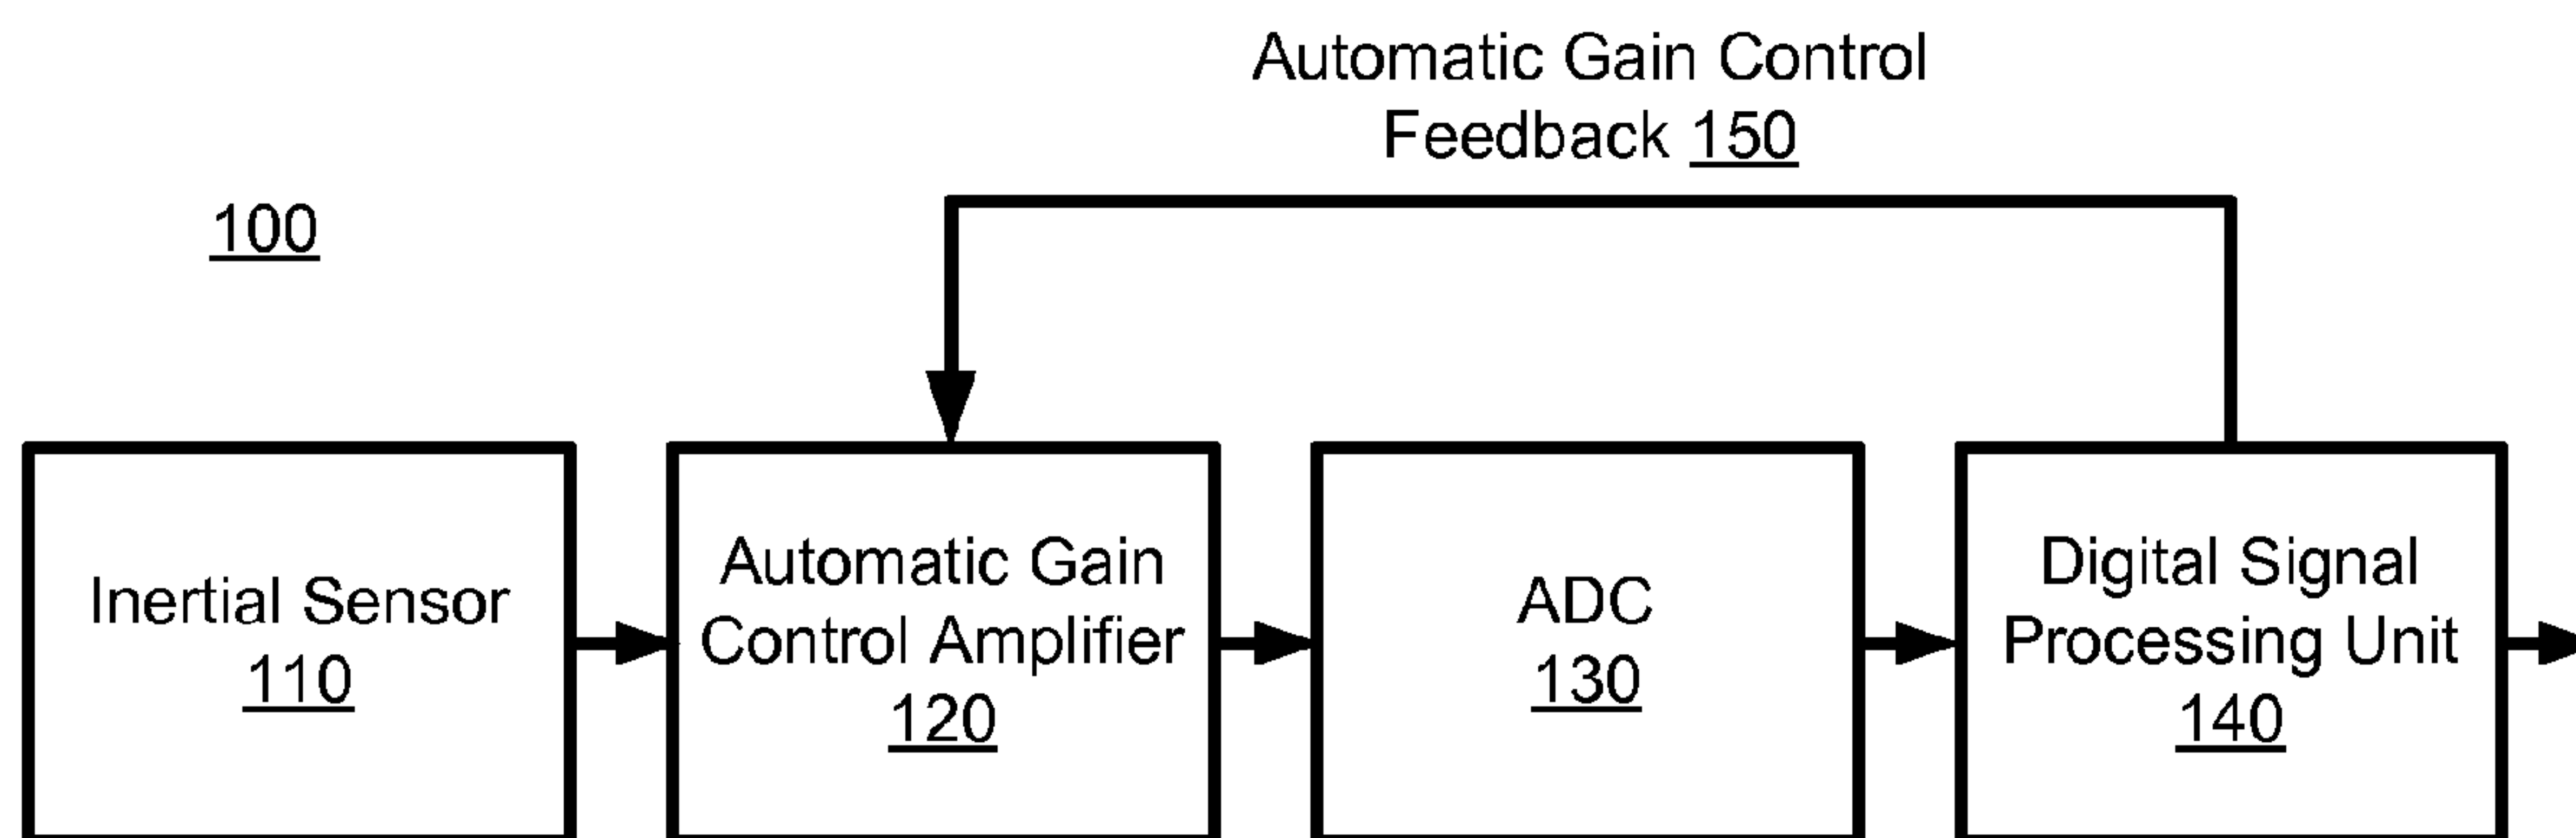 Automatic Gain Control
Feedback 150
100
Inertial Sensor
110
Automatic Gain
Control Amplifier
120
ADC
130
Digital Signal
Processing Unit
140